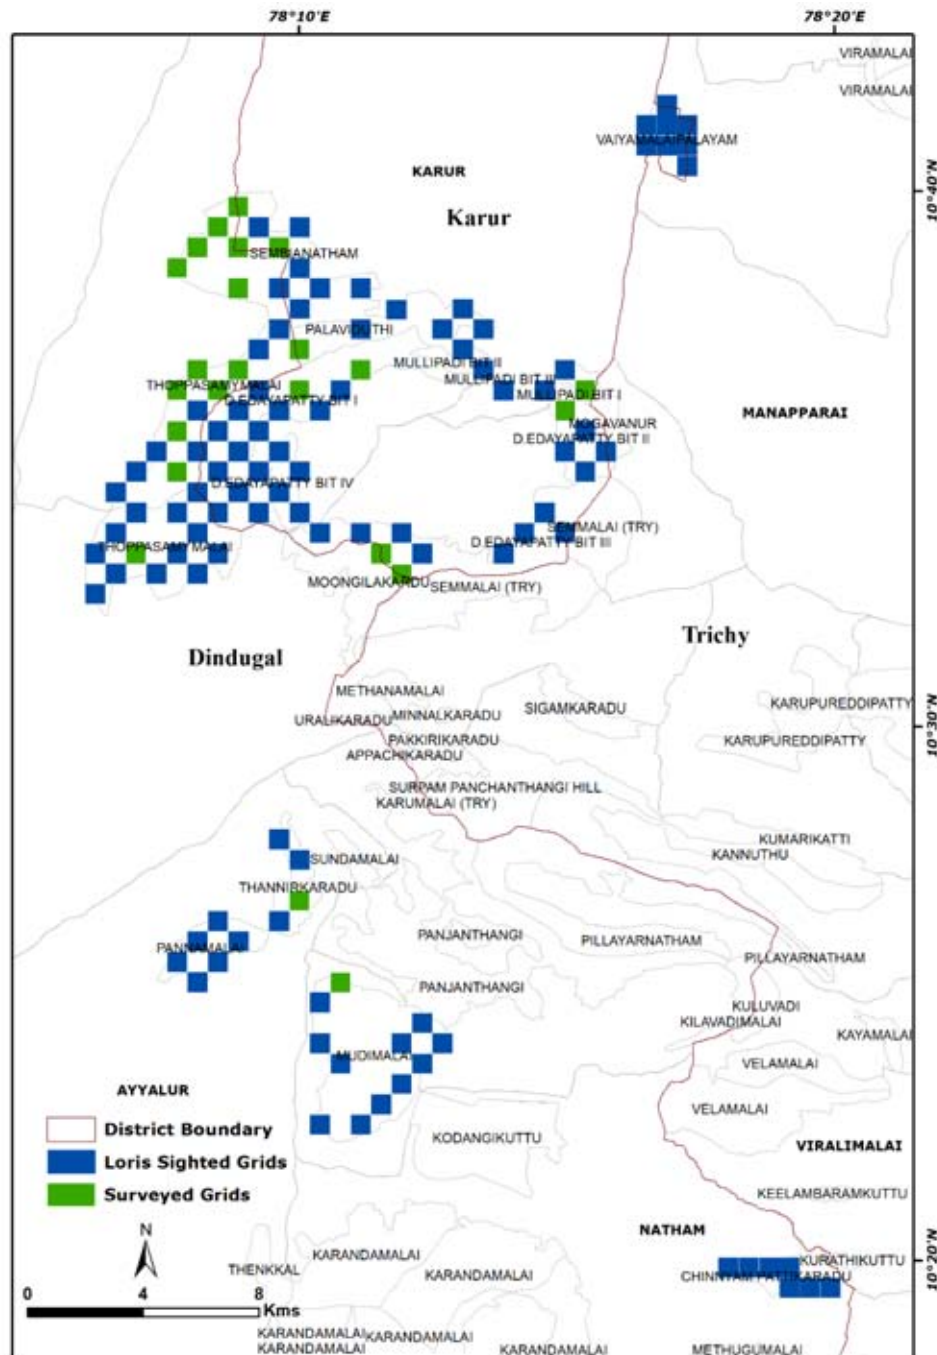 78°10'E
78°20'E
VIRAMALAI
VIRAMALAI
VAIYAMALAIPALAYAM
KARUR
10°40'N
Karur
SEMBIANATHAM
PALAVIDUTHI
MULLIPADI BIT II
MULLIPADI BIT III
THOPPASAMYMALAI
MULLIPADI BIT I
D.EDAYAPATTY BIT I
MANAPPARAI
MOGAVANUR
D.EDAYAPATTY BIT II
D.EDAYAPATTY BIT IV
SEMMALAI (TRY)
D.EDAYAPATTY BIT III
THOPPASAMYMALAI
MOONGILAKARDU
SEMMALAI (TRY)
Trichy
Dindugal
METHANAMALAI
KARUPUREDDIPATTY
SIGAMKARADU
MINNALKARADU
URALIKARADU
10°30'N
PAKKIRIKARADU
KARUPUREDDIPATTY
APPACHIKARADU
SURPAM PANCHANTHANGI HILL
KARUMALAI (TRY)
KUMARIKATTI
KANNUTHU
SUNDAMALAI
THANNIRKARADU
PANJANTHANGI
PILLAYARNATHAM
PANNAMALAI
PILLAYARNATHAM
PANJANTHANGI
KULUVADI
KILAVADIMALAI
KAYAMALAI
MUDIMALAI
VELAMALAI
AYYALUR
VELAMALAI
District Boundary
KODANGIKUTTU
VIRALIMALAI
Loris Sighted Grids
Surveyed Grids
KEELAMBARAMKUTTU
N
NATHAM
KARANDAMALAI
KURATHIKUTTU
10°20'N
THENKKAL
KARANDAMALAI
CHINNYAM PATTIKARADU
0 4 8
Kms
KARANDAMALAI
KARANDAMALAI
KARANDAMALAI
KARANDAMALAI
METHUGUMALAI